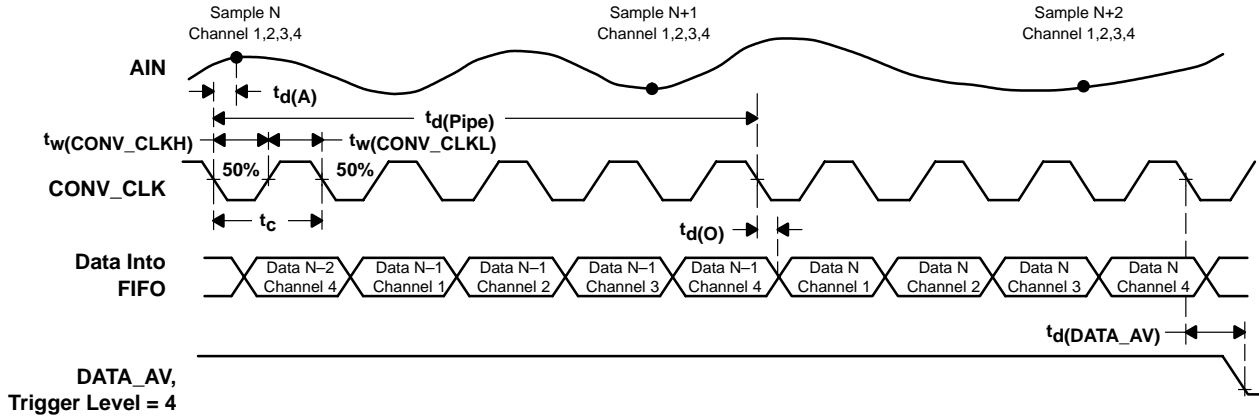 Sample N
Channel 1,2,3,4
Sample N+1
Channel 1,2,3,4
Sample N+2
Channel 1,2,3,4
AIN
td(A)
td(Pipe)
tw(CONV_CLKH)
tw(CONV_CLKL)
50%
50%
CONV_CLK
tc
td(O)
Data Into
FIFO
Data N–2
Channel 4
Data N–1
Channel 1
Data N–1
Channel 2
Data N–1
Channel 3
Data N–1
Channel 4
Data N
Channel 1
Data N
Channel 2
Data N
Channel 3
Data N
Channel 4
td(DATA_AV)
DATA_AV,
Trigger Level = 4